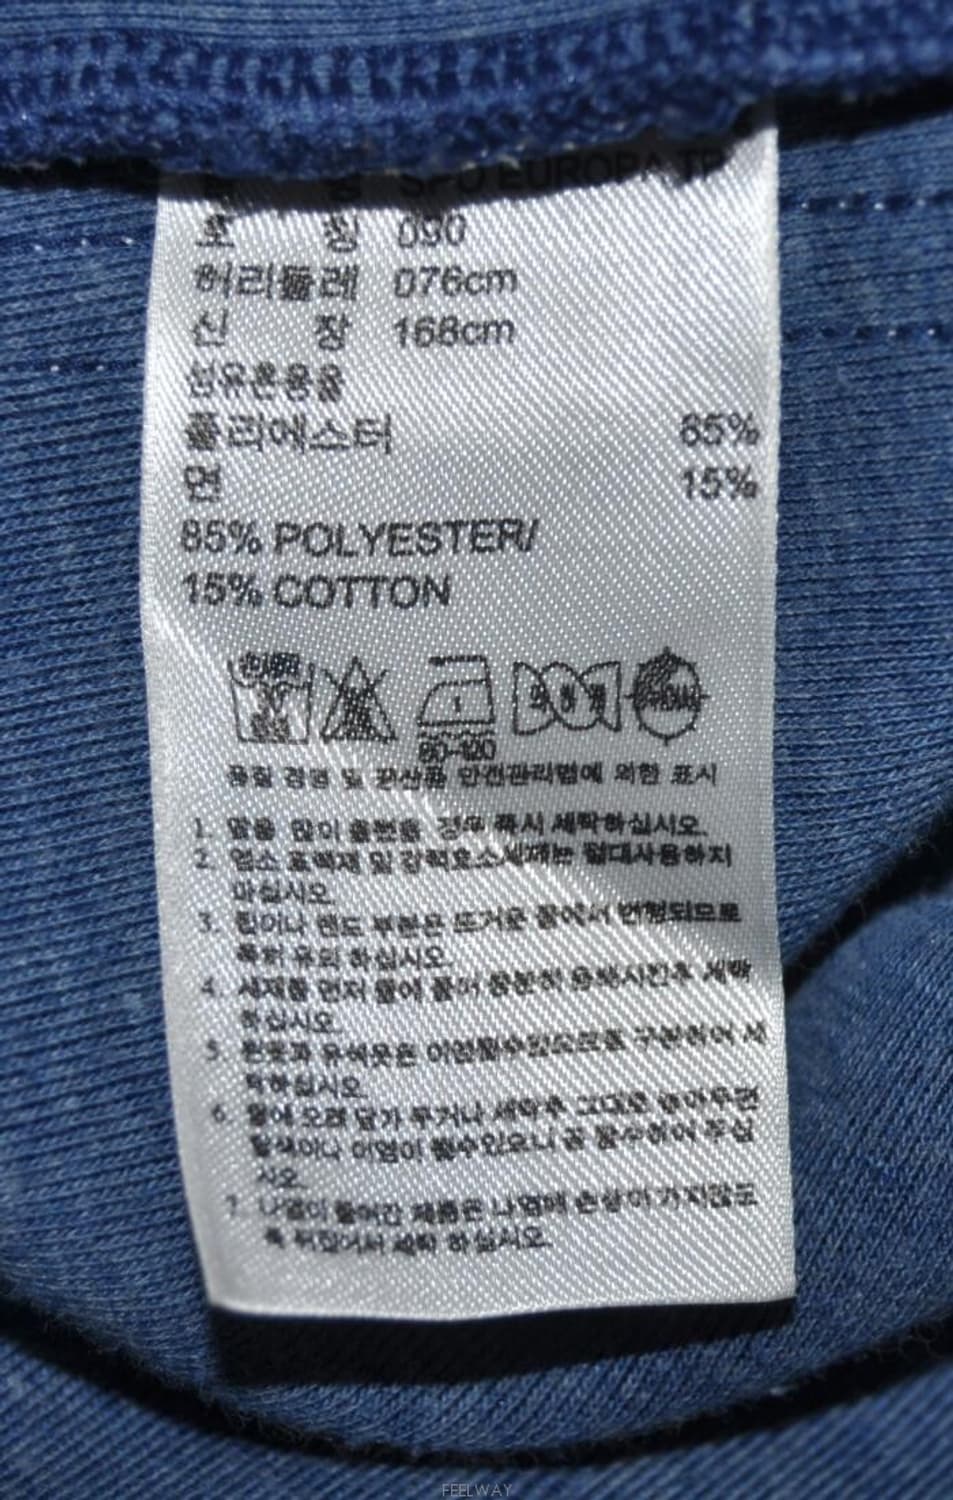 명 SPO EUROPA TP
호 칭 090
허리둘레 076cm
신 장 168cm
섬유혼용율
폴리에스터 85%
면 15%
85% POLYESTER/
15% COTTON
80-120
품질 경영 및 공산품 안전관리법에 의한 표시
1. 땀을 많이 흘렸을 경우 즉시 세탁하십시오.
2. 염소 표백제 및 강력효소세제는 절대사용하지
마십시오.
3. 밴드 부분은 뜨거운 물에서 변형되므로
특히 유의 하십시오.
4. 세제를 먼저 물에 풀어 충분히 용해시킨후 세탁
하십시오.
5. 흰옷과 유색옷은 이염될수있으므로 구분하여 세
탁하십시오.
6. 물에 오래 담가 두거나 세탁후 그대로 놓아두면
탈색이나 이염이 될수있으니 꼭 주십
시오.
7. 나염이 들어간 제품은 나염에 손상이 가지않도
록 뒤집어서 세탁 하십시오.
FEELWAY